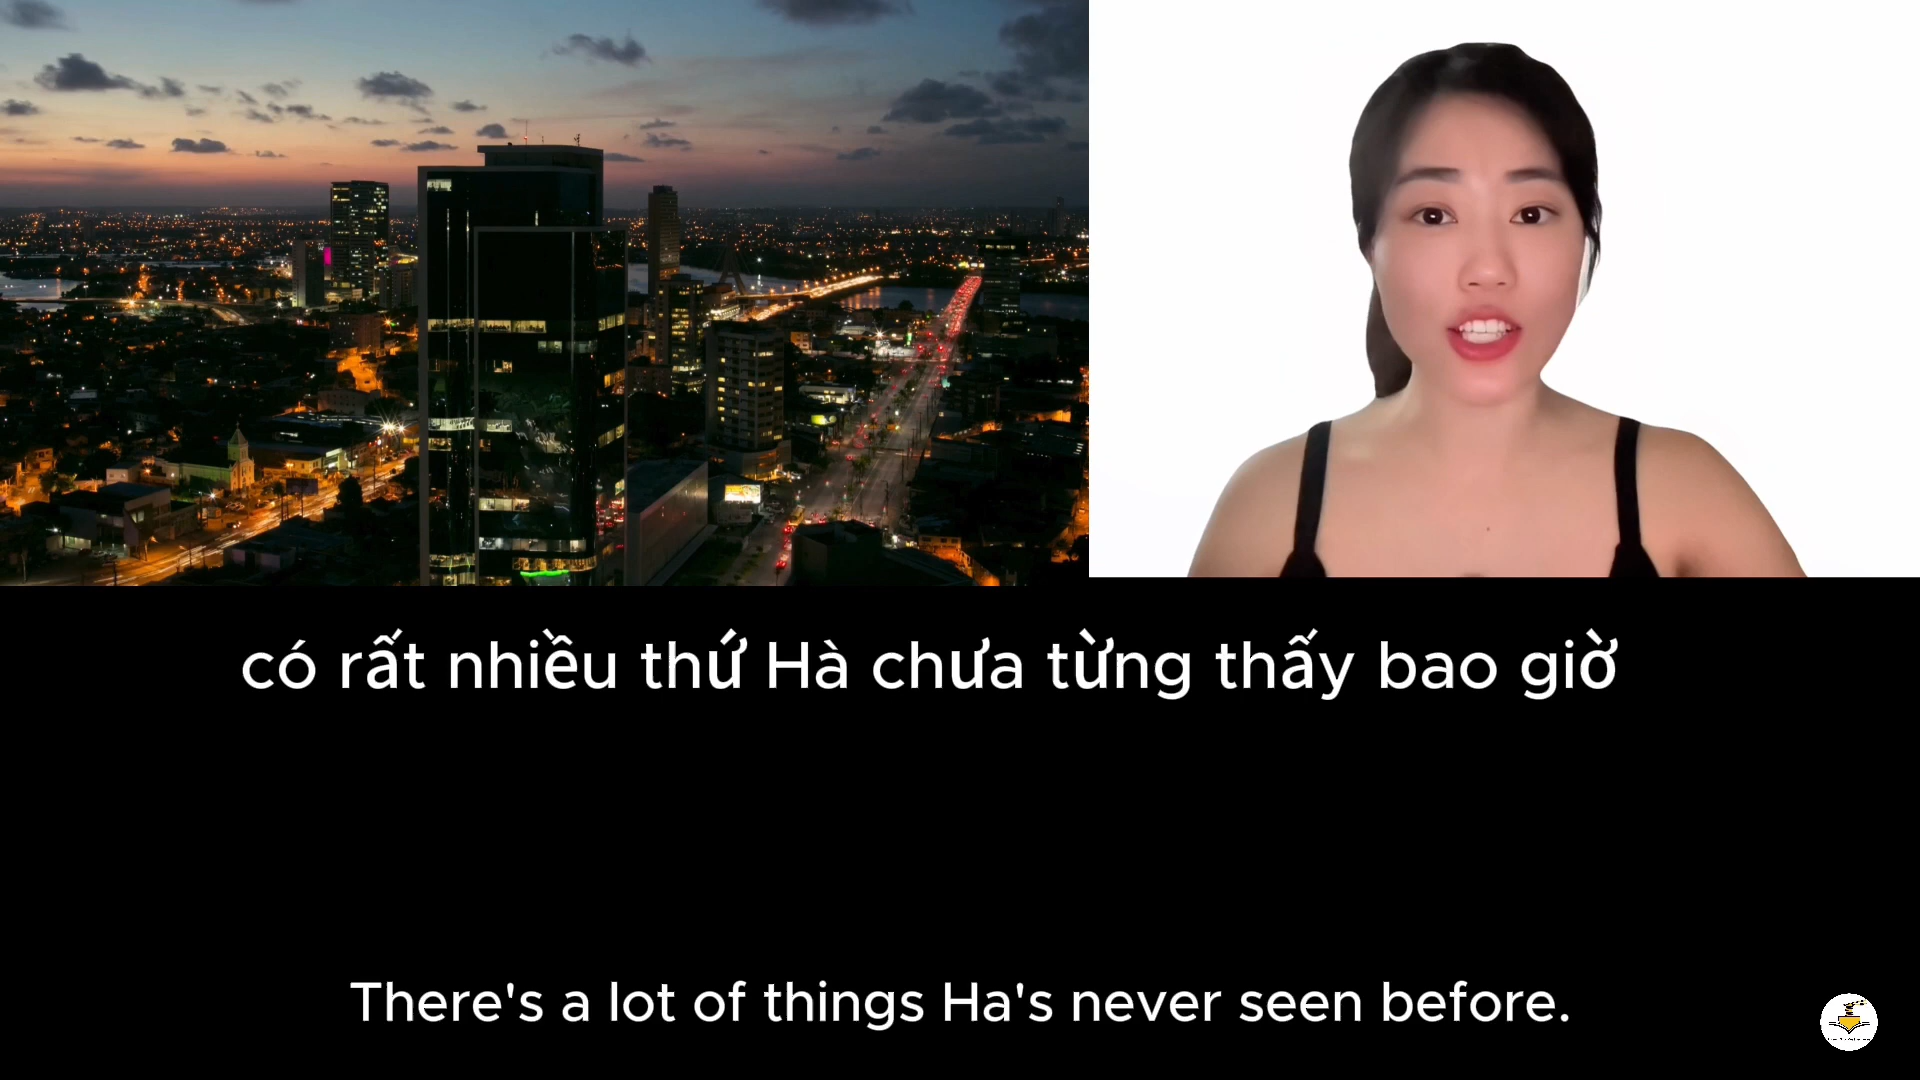 có rất nhiều thứ Hà chưa từng thấy bao giờ
There's a lot of things Ha's never seen before.